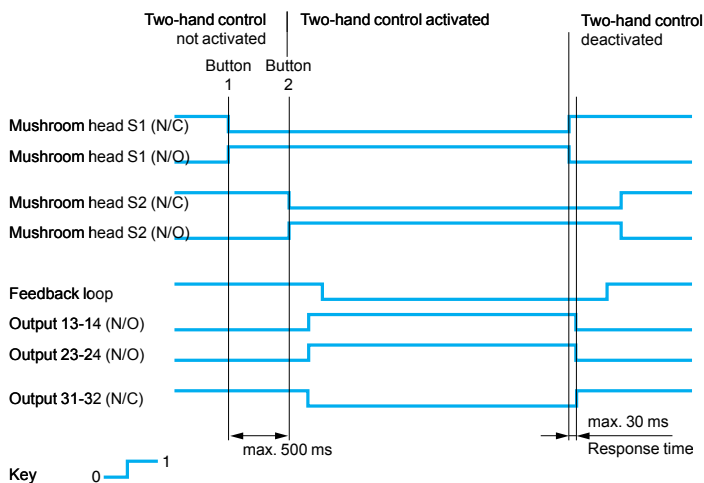 Two-hand control
not activated
Two-hand control activated
Two-hand control
deactivated
Button
1
Button
2
Mushroom head S1 (N/C)
Mushroom head S1 (N/O)
Mushroom head S2 (N/C)
Mushroom head S2 (N/O)
Feedback loop
Output 13-14 (N/O)
Output 23-24 (N/O)
Output 31-32 (N/C)
max. 500 ms
max. 30 ms
Response time
Key 0 1